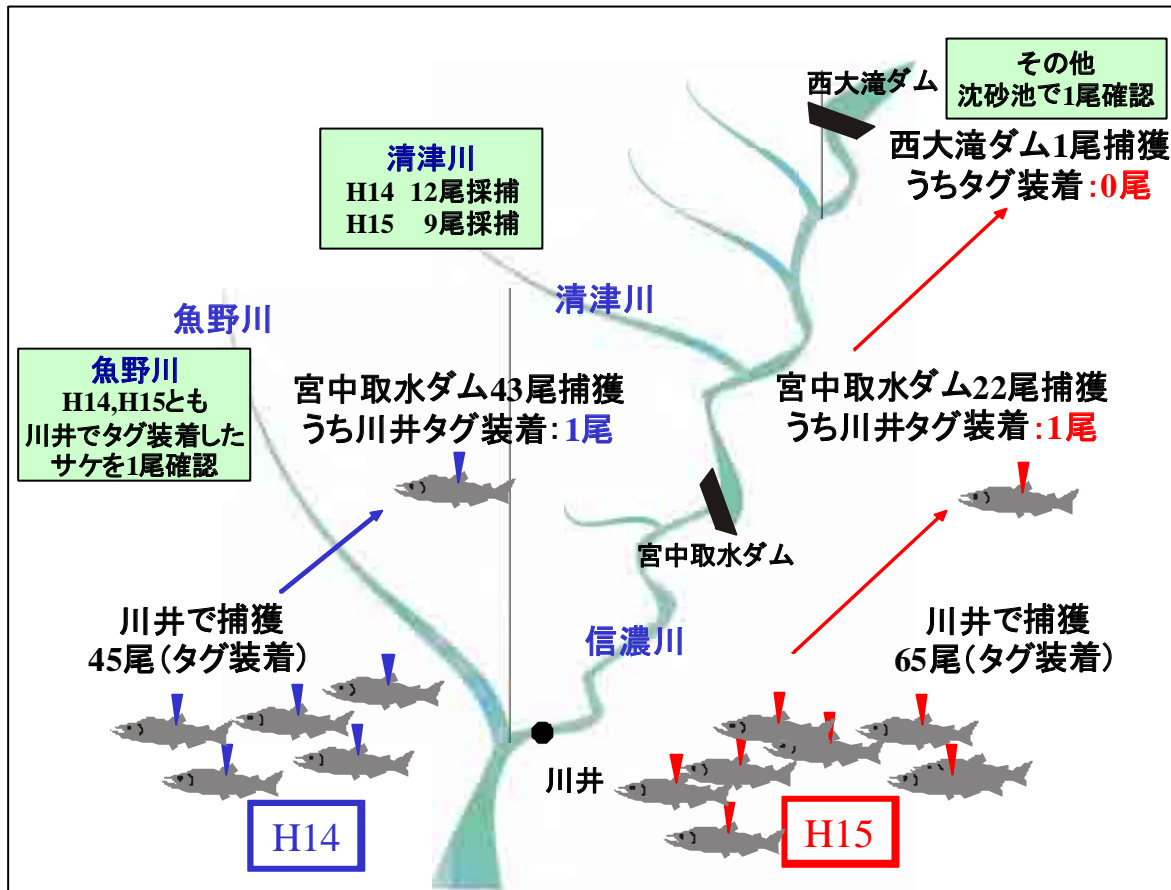 西大滝ダム
その他
沈砂池で1尾確認
西大滝ダム1尾捕獲
うちタグ装着:0尾
清津川
H14 12尾採捕
H15 9尾採捕
魚野川
清津川
魚野川
H14,H15とも
川井でタグ装着した
サケを1尾確認
宮中取水ダム43尾捕獲
うち川井タグ装着:1尾
宮中取水ダム22尾捕獲
うち川井タグ装着:1尾
宮中取水ダム
川井で捕獲
45尾(タグ装着)
信濃川
川井で捕獲
65尾(タグ装着)
川井
H14
H15